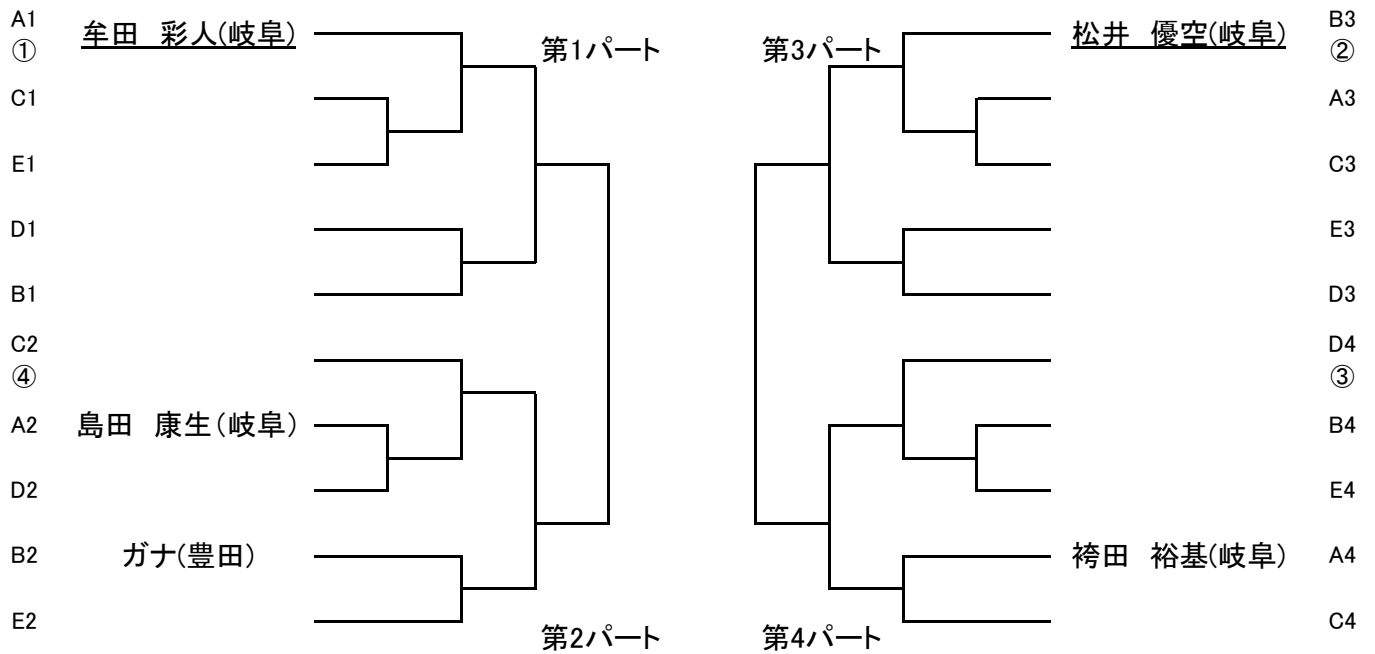 A1 牟田　彩人(岐阜) 第1パート 第3パート 松井　優空(岐阜) B3
① ②
C1 A3
E1 C3
D1 E3
B1 D3
C2 D4
④ ③
A2 島田　康生(岐阜) B4
D2 E4
B2 ガナ(豊田) 袴田　裕基(岐阜) A4
E2 C4
第2パート 第4パート